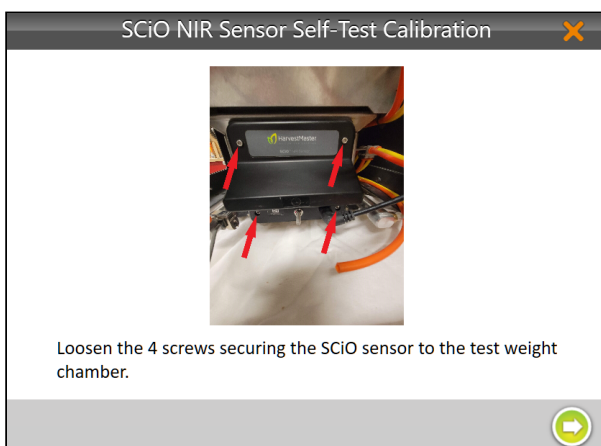 SCiO NIR Sensor Self-Test Calibration
HarvestMaster
Loosen the 4 screws securing the SCiO sensor to the test weight
chamber.